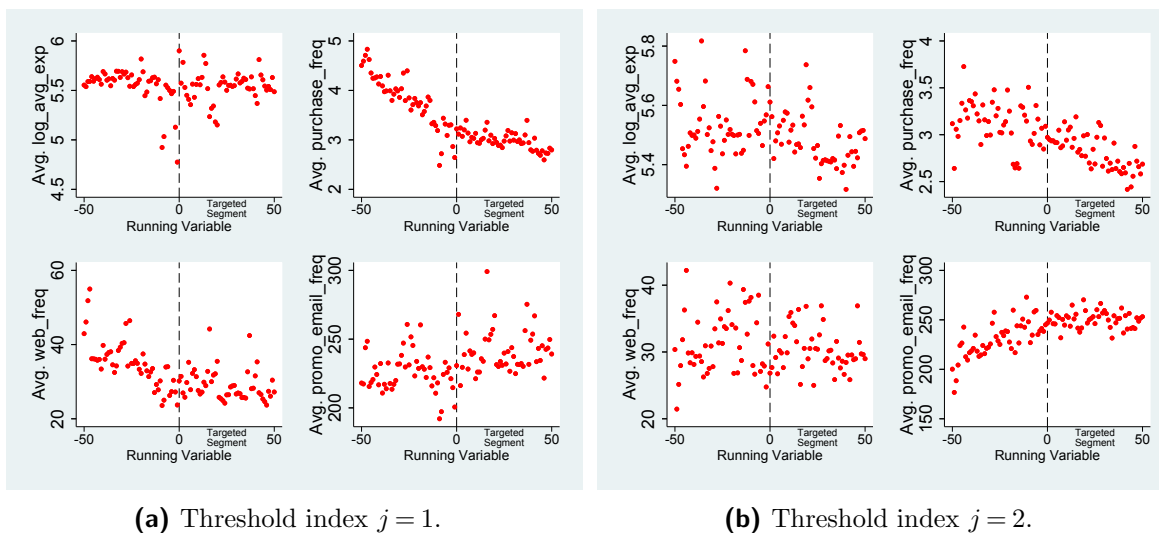 Avg. log_avg_exp
6
5.5
5
4.5
-50
0
50
Targeted
Segment
Running Variable
Avg. purchase_freq
5
4
3
2
-50
0
50
Targeted
Segment
Running Variable
Avg. web_freq
60
40
20
-50
0
50
Targeted
Segment
Running Variable
Avg. promo_email_freq
300
250
200
-50
0
50
Targeted
Segment
Running Variable
(a) Threshold index j = 1.
Avg. log_avg_exp
5.8
5.6
5.4
-50
0
50
Targeted
Segment
Running Variable
Avg. purchase_freq
4
3.5
3
2.5
-50
0
50
Targeted
Segment
Running Variable
Avg. web_freq
40
30
20
-50
0
50
Targeted
Segment
Running Variable
Avg. promo_email_freq
300
250
200
150
-50
0
50
Targeted
Segment
Running Variable
(b) Threshold index j = 2.